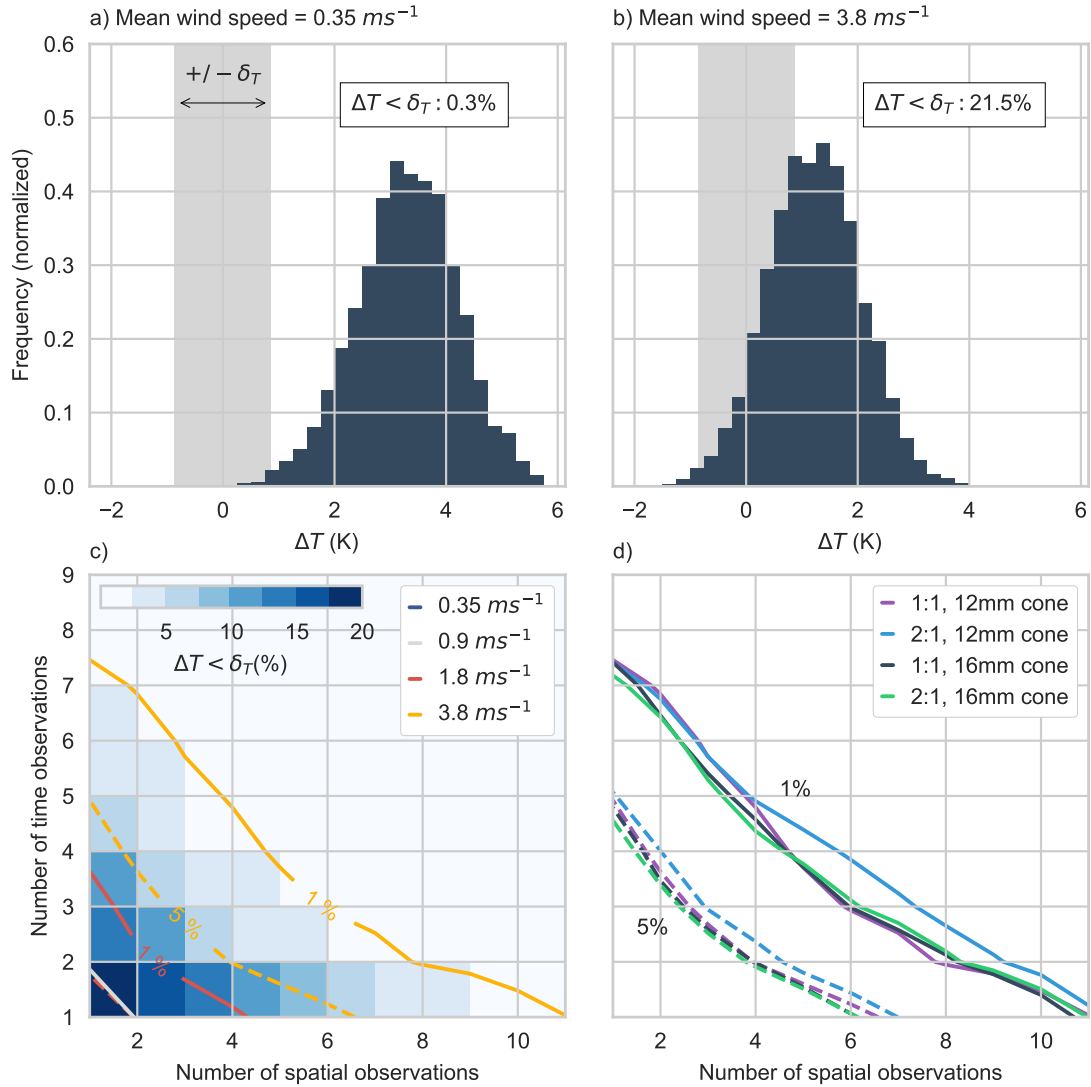 a) Mean wind speed = 0.35 ms⁻¹
b) Mean wind speed = 3.8 ms⁻¹
Frequency (normalized)
0.6
0.5
0.4
0.3
0.2
0.1
0.0
+/− δ_T
ΔT < δ_T : 0.3%
ΔT < δ_T : 21.5%
−2 0 2 4 6
−2 0 2 4 6
ΔT (K)
ΔT (K)
c)
d)
Number of time observations
9
8
7
6
5
4
3
2
1
5 10 15 20
ΔT < δ_T(%)
0.35 ms⁻¹
0.9 ms⁻¹
1.8 ms⁻¹
3.8 ms⁻¹
1 %
5 %
1 %
1:1, 12mm cone
2:1, 12mm cone
1:1, 16mm cone
2:1, 16mm cone
1%
5%
2 4 6 8 10
2 4 6 8 10
Number of spatial observations
Number of spatial observations